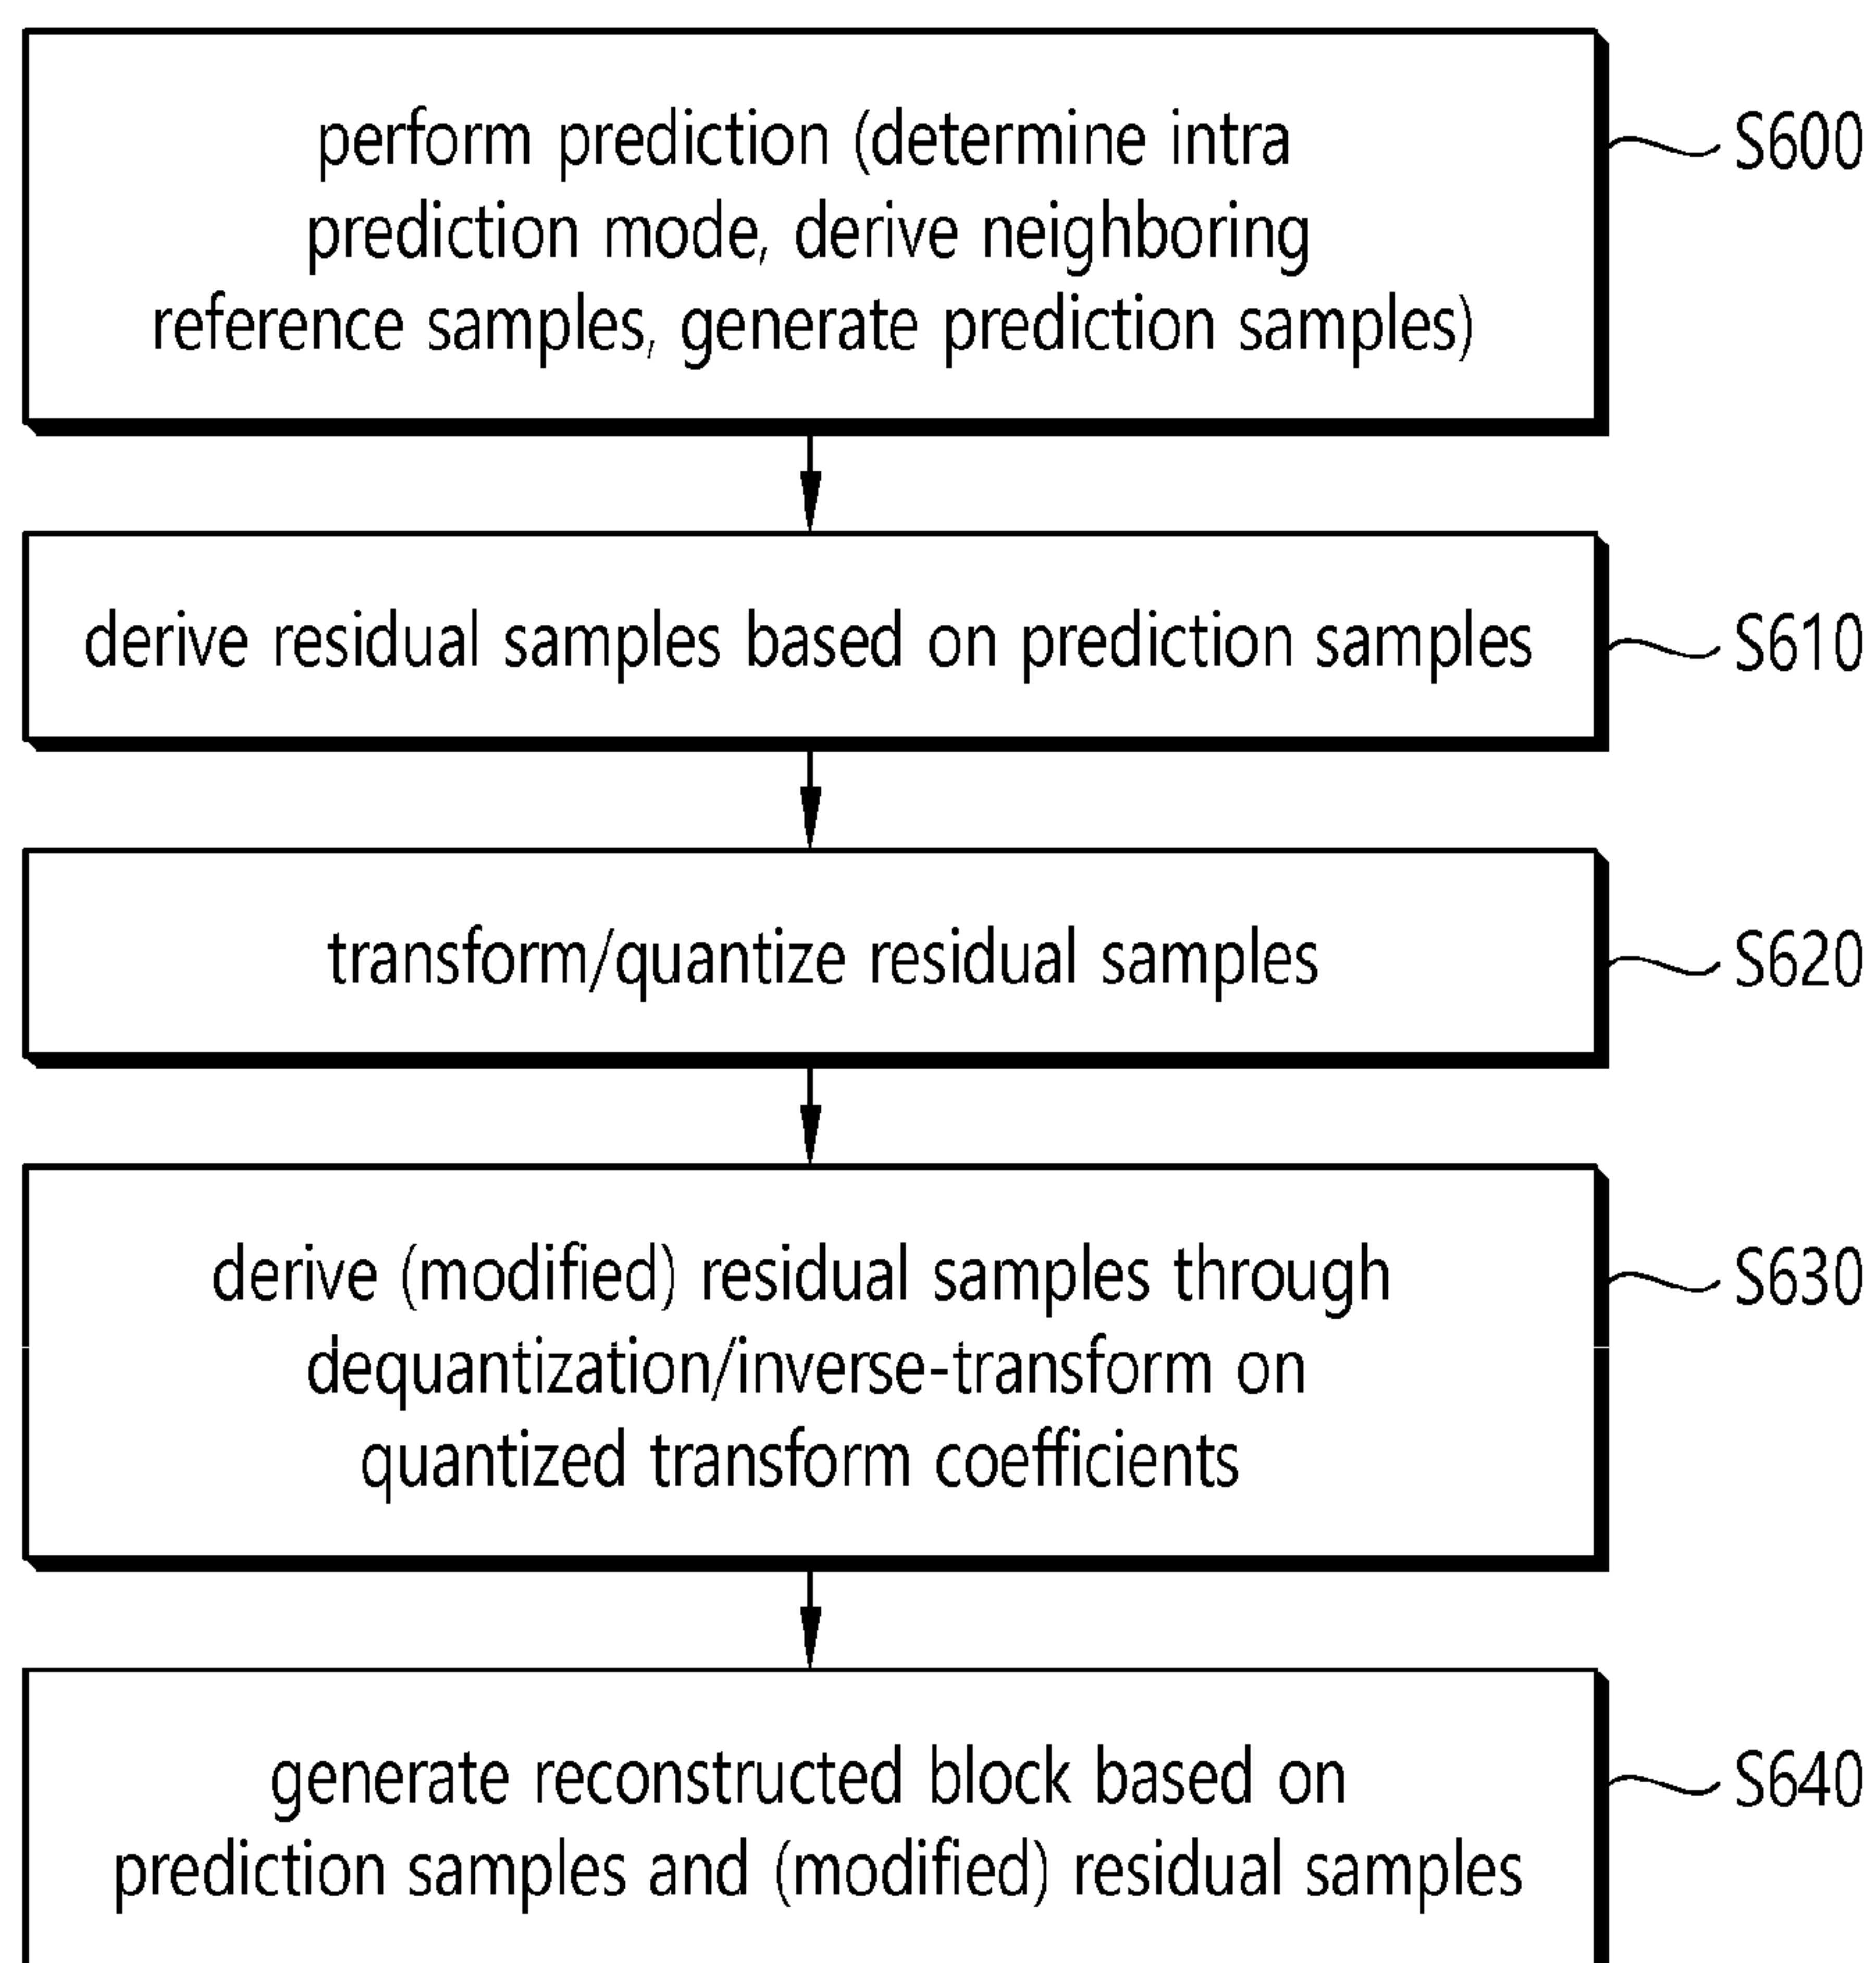 perform prediction (determine intra
prediction mode, derive neighboring
reference samples, generate prediction samples)
S600
derive residual samples based on prediction samples
S610
transform/quantize residual samples
S620
derive (modified) residual samples through
dequantization/inverse-transform on
quantized transform coefficients
S630
generate reconstructed block based on
prediction samples and (modified) residual samples
S640